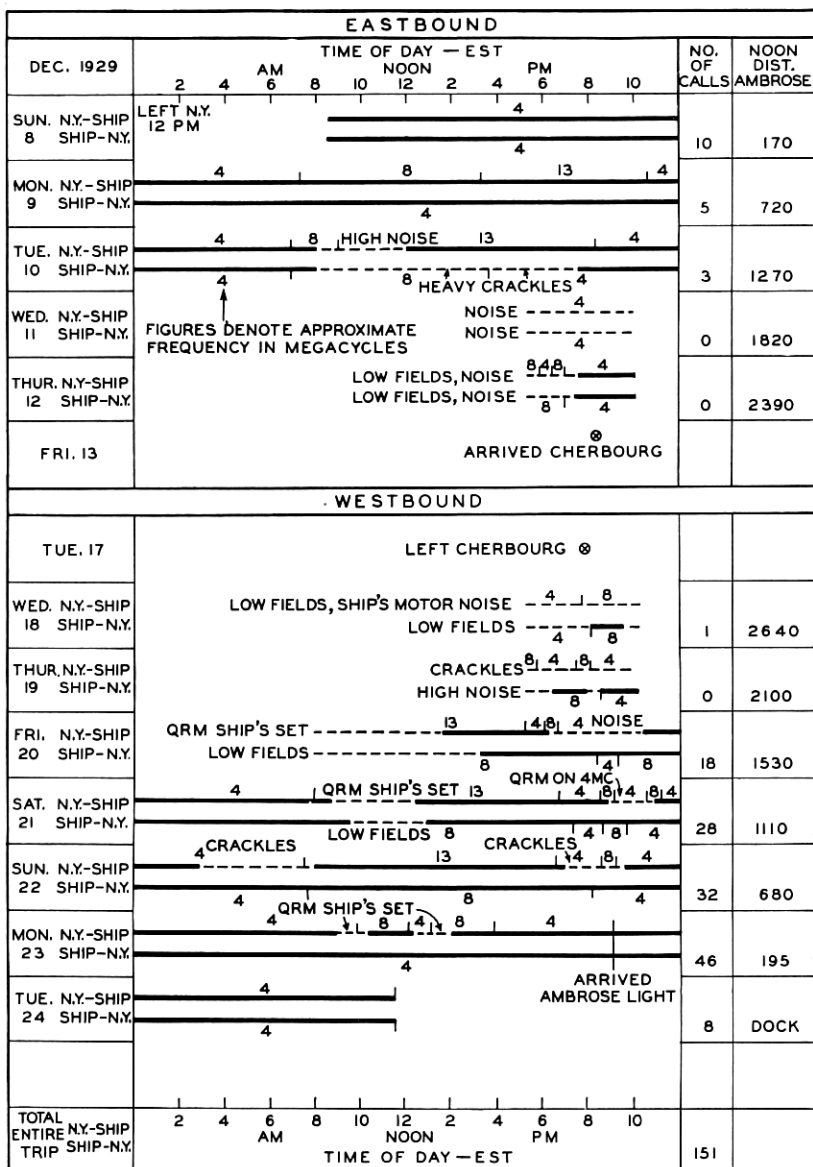 EASTBOUND
DEC. 1929
TIME OF DAY — EST
AM NOON PM
2 4 6 8 10 12 2 4 6 8 10
NO. OF CALLS
NOON DIST. AMBROSE
SUN. N.Y.-SHIP
8 SHIP-N.Y.
LEFT N.Y.
12 PM
4
4
10 170
MON. N.Y.-SHIP
9 SHIP-N.Y.
4 8 13 4
4
5 720
TUE. N.Y.-SHIP
10 SHIP-N.Y.
4 8 HIGH NOISE 13 4
4 8 HEAVY CRACKLES 4
3 1270
WED. N.Y.-SHIP
11 SHIP-N.Y.
FIGURES DENOTE APPROXIMATE
FREQUENCY IN MEGACYCLES
NOISE 4
NOISE 4
0 1820
THUR. N.Y-SHIP
12 SHIP-N.Y.
LOW FIELDS, NOISE 8 4 8 4
LOW FIELDS, NOISE 8 4
0 2390
FRI. 13
ARRIVED CHERBOURG
WESTBOUND
TUE. 17
LEFT CHERBOURG
WED. N.Y.-SHIP
18 SHIP-N.Y.
LOW FIELDS, SHIP'S MOTOR NOISE 4 8
LOW FIELDS 4 8
1 2640
THUR. N.Y.-SHIP
19 SHIP-N.Y.
CRACKLES 8 4 8 4
HIGH NOISE 8 4
0 2100
FRI. N.Y.-SHIP
20 SHIP-N.Y.
QRM SHIP'S SET 13 4 8 4 NOISE
LOW FIELDS 8 4 8
18 1530
SAT. N.Y.-SHIP
21 SHIP-N.Y.
QRM ON 4MC
4 QRM SHIP'S SET 13 4 8 4 8 4
LOW FIELDS 8 4 8 4
28 1110
SUN. N.Y.-SHIP
22 SHIP-N.Y.
CRACKLES CRACKLES
4 13 4 8 4
4 8 4
32 680
MON. N.Y.-SHIP
23 SHIP-N.Y.
QRM SHIP'S SET
4 8 4 8 4
4
ARRIVED
AMBROSE LIGHT
46 195
TUE. N.Y.-SHIP
24 SHIP-N.Y.
4
4
8 DOCK
TOTAL
ENTIRE N.Y.-SHIP
TRIP SHIP-N.Y.
2 4 6 8 10 12 2 4 6 8 10
AM NOON PM
TIME OF DAY — EST
151